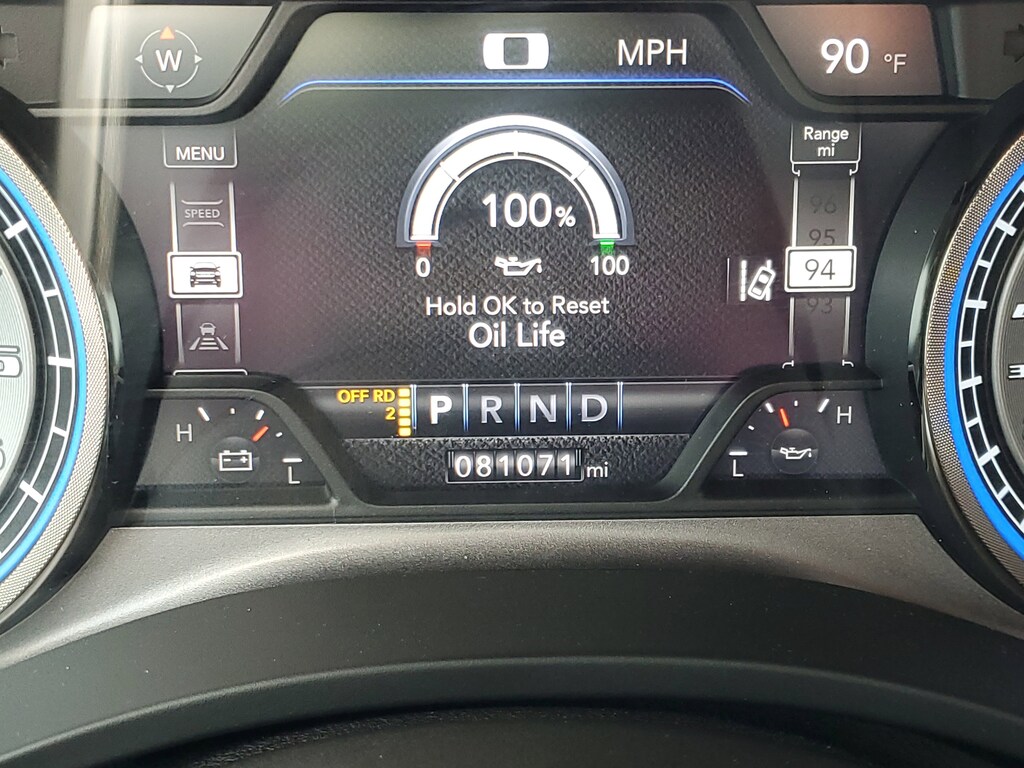 W
0 MPH
90 °F
MENU
Range
mi
SPEED
96
95
94
93
100%
0
100
Hold OK to Reset
Oil Life
OFF RD
2
P R N D
H
L
H
L
081071 mi